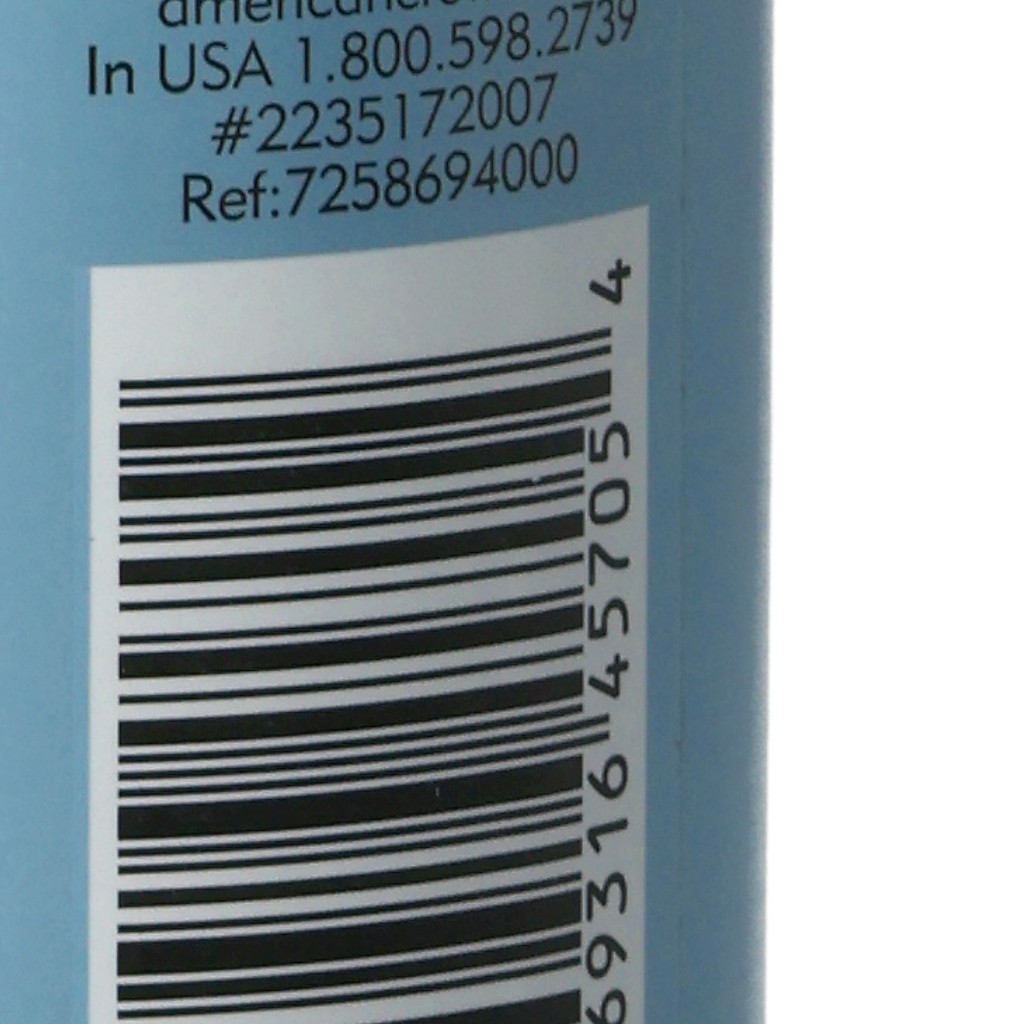 In USA 1.800.598.2739
#2235172007
Ref:7258694000
69316 45705 4